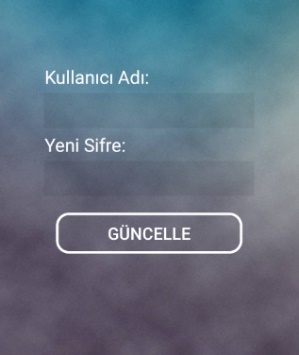 Kullanıcı Adı:
Yeni Sifre:
GÜNCELLE